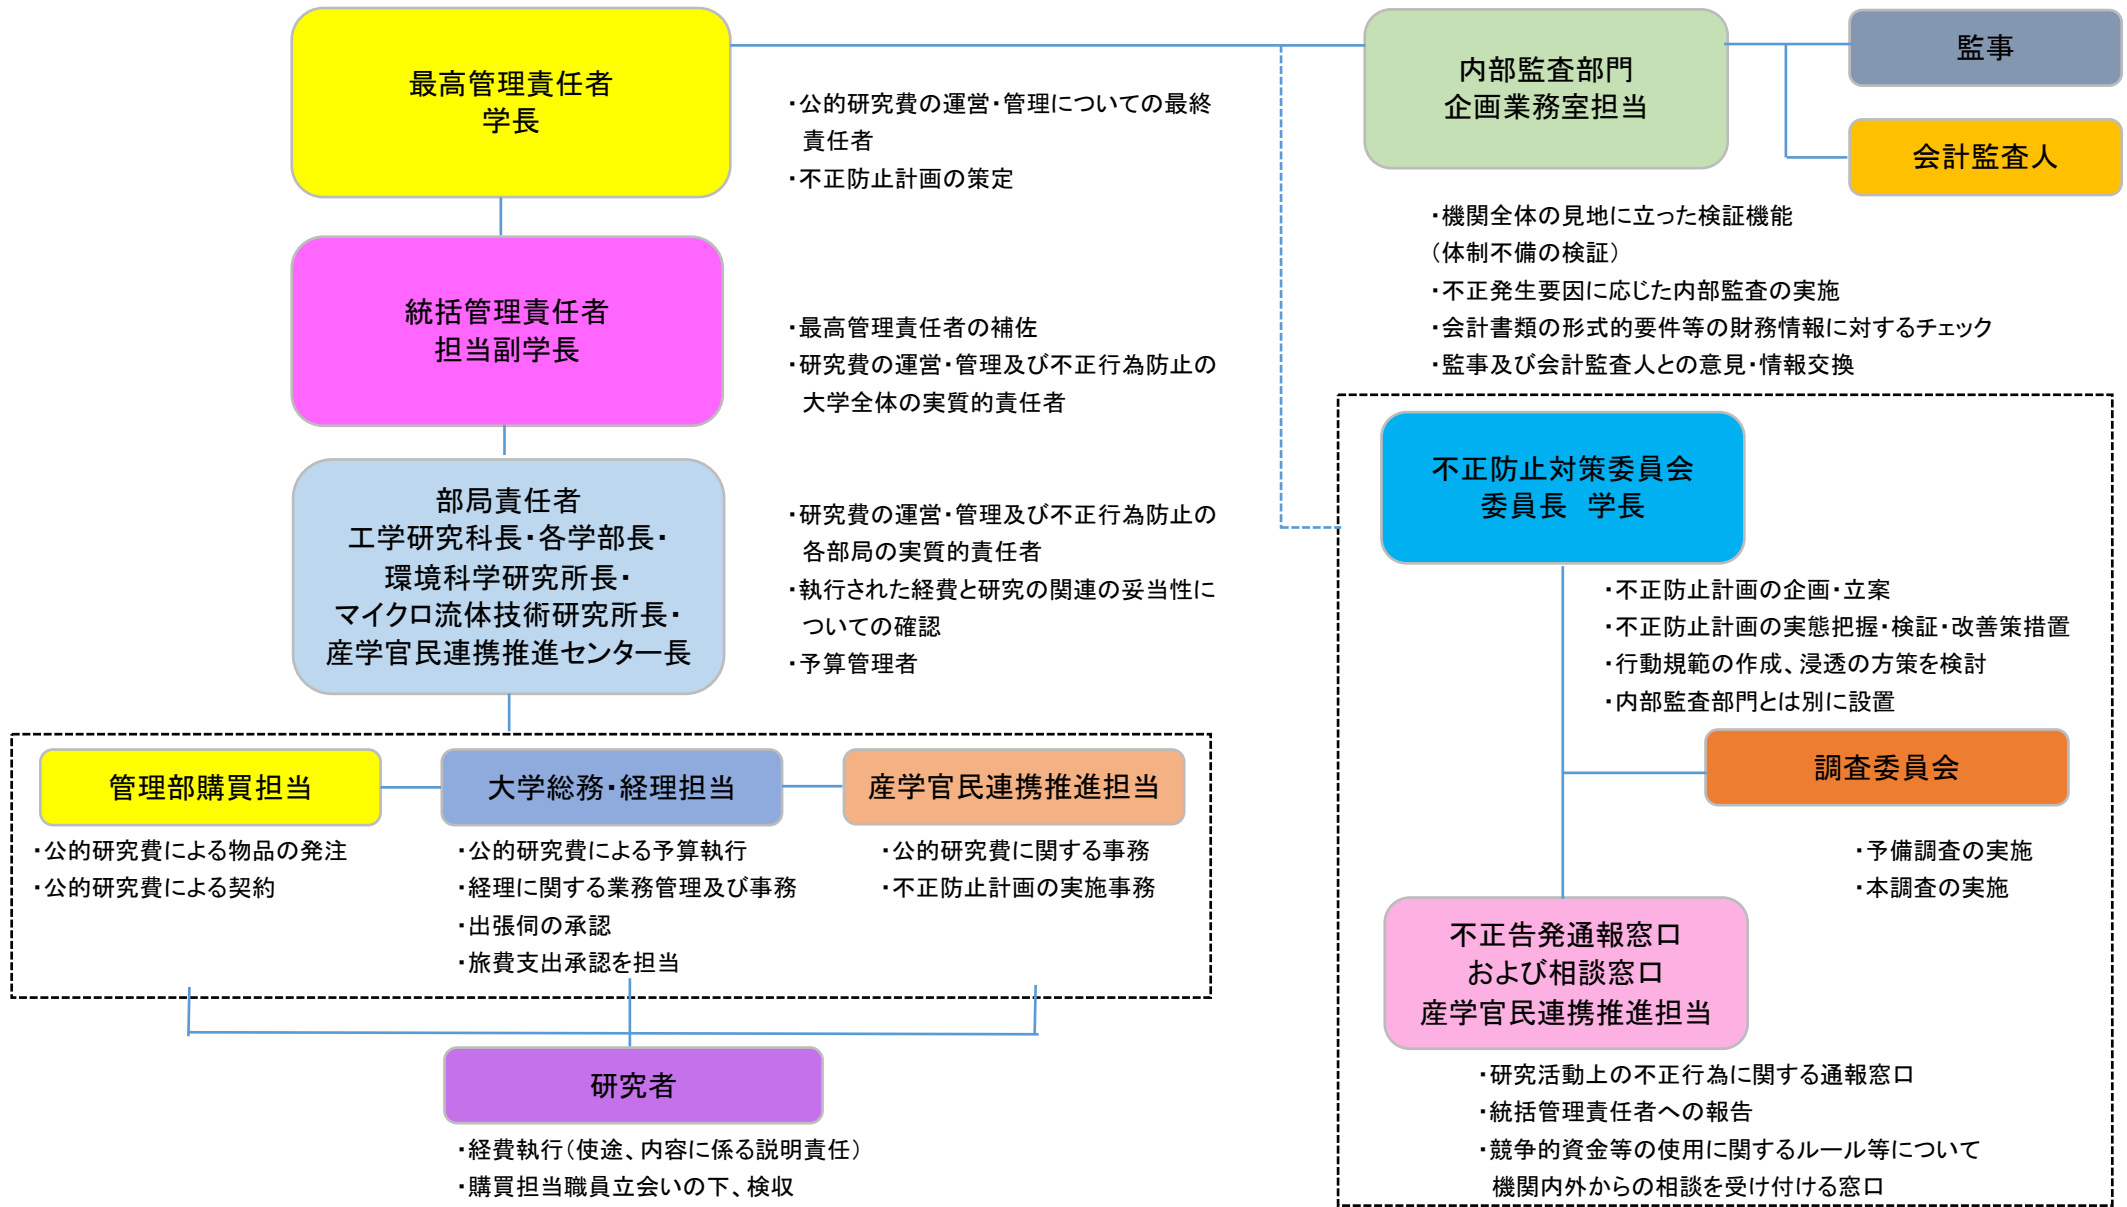 最高管理責任者
学長
・公的研究費の運営・管理についての最終
責任者
・不正防止計画の策定
統括管理責任者
担当副学長
・最高管理責任者の補佐
・研究費の運営・管理及び不正行為防止の
大学全体の実質的責任者
部局責任者
工学研究科長・各学部長・
環境科学研究所長・
マイクロ流体技術研究所長・
産学官民連携推進センター長
・研究費の運営・管理及び不正行為防止の
各部局の実質的責任者
・執行された経費と研究の関連の妥当性に
ついての確認
・予算管理者
管理部購買担当
・公的研究費による物品の発注
・公的研究費による契約
大学総務・経理担当
・公的研究費による予算執行
・経理に関する業務管理及び事務
・出張伺の承認
・旅費支出承認を担当
産学官民連携推進担当
・公的研究費に関する事務
・不正防止計画の実施事務
研究者
・経費執行（使途、内容に係る説明責任）
・購買担当職員立会いの下、検収
内部監査部門
企画業務室担当
監事
会計監査人
・機関全体の見地に立った検証機能
（体制不備の検証）
・不正発生要因に応じた内部監査の実施
・会計書類の形式的要件等の財務情報に対するチェック
・監事及び会計監査人との意見・情報交換
不正防止対策委員会
委員長　学長
・不正防止計画の企画・立案
・不正防止計画の実態把握・検証・改善策措置
・行動規範の作成、浸透の方策を検討
・内部監査部門とは別に設置
調査委員会
・予備調査の実施
・本調査の実施
不正告発通報窓口
および相談窓口
産学官民連携推進担当
・研究活動上の不正行為に関する通報窓口
・統括管理責任者への報告
・競争的資金等の使用に関するルール等について
機関内外からの相談を受け付ける窓口